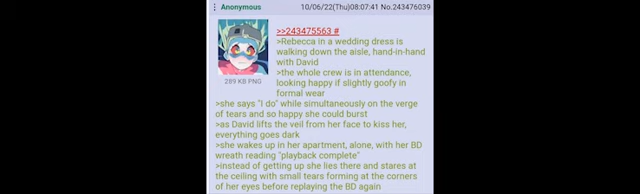 Anonymous 10/06/22(Thu)08:07:41 No.243476039
>>243475563 #
>Rebecca in a wedding dress is
walking down the aisle, hand-in-hand
with David
>the whole crew is in attendance,
looking happy if slightly goofy in
formal wear
289 KB PNG
>she says "I do" while simultaneously on the verge
of tears and so happy she could burst
>as David lifts the veil from her face to kiss her,
everything goes dark
>she wakes up in her apartment, alone, with her BD
wreath reading "playback complete"
>instead of getting up she lies there and stares at
the ceiling with small tears forming at the corners
of her eyes before replaying the BD again